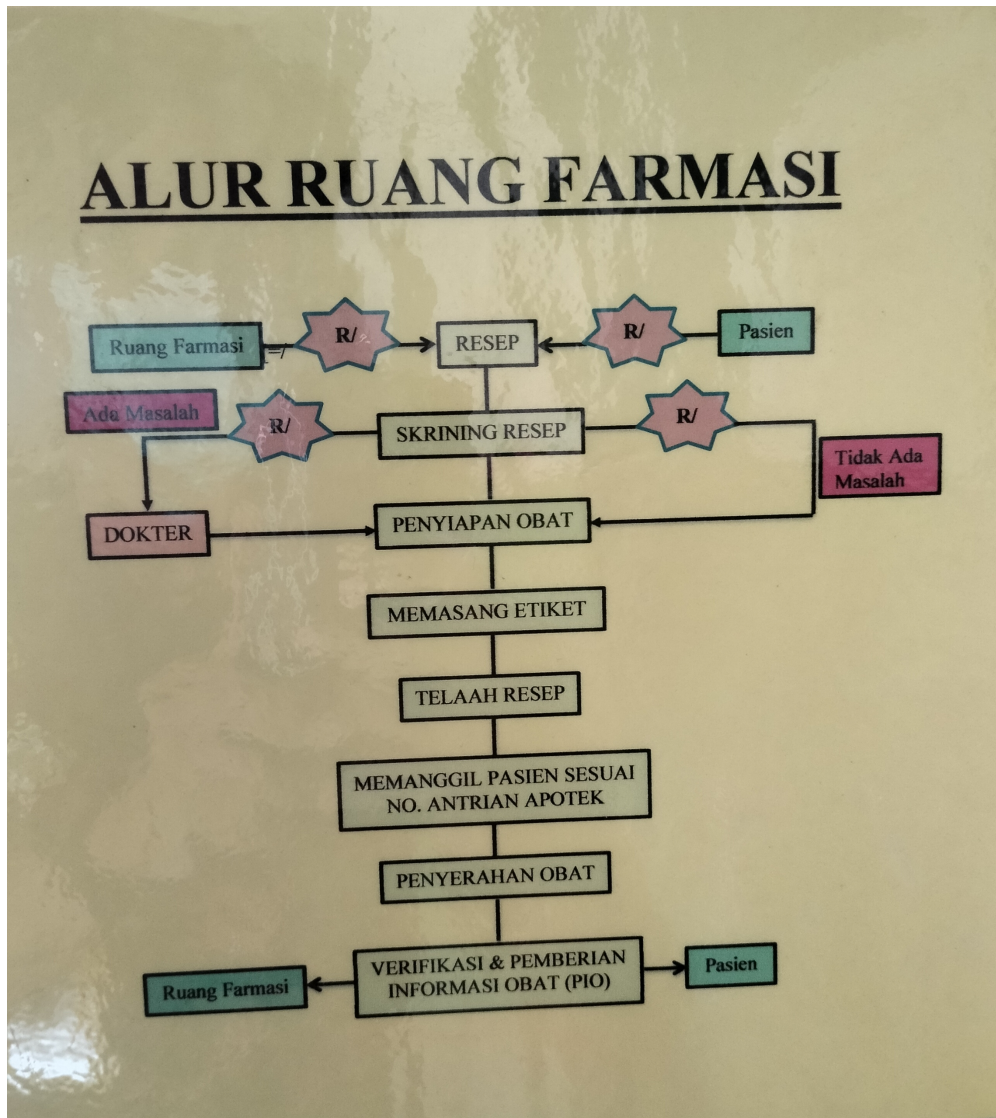 ALUR RUANG FARMASI
Ruang Farmasi
R/
RESEP
R/
Pasien
Ada Masalah
R/
SKRINING RESEP
R/
Tidak Ada
Masalah
DOKTER
PENYIAPAN OBAT
MEMASANG ETIKET
TELAAH RESEP
MEMANGGIL PASIEN SESUAI
NO. ANTRIAN APOTEK
PENYERAHAN OBAT
Ruang Farmasi
VERIFIKASI & PEMBERIAN
INFORMASI OBAT (PIO)
Pasien